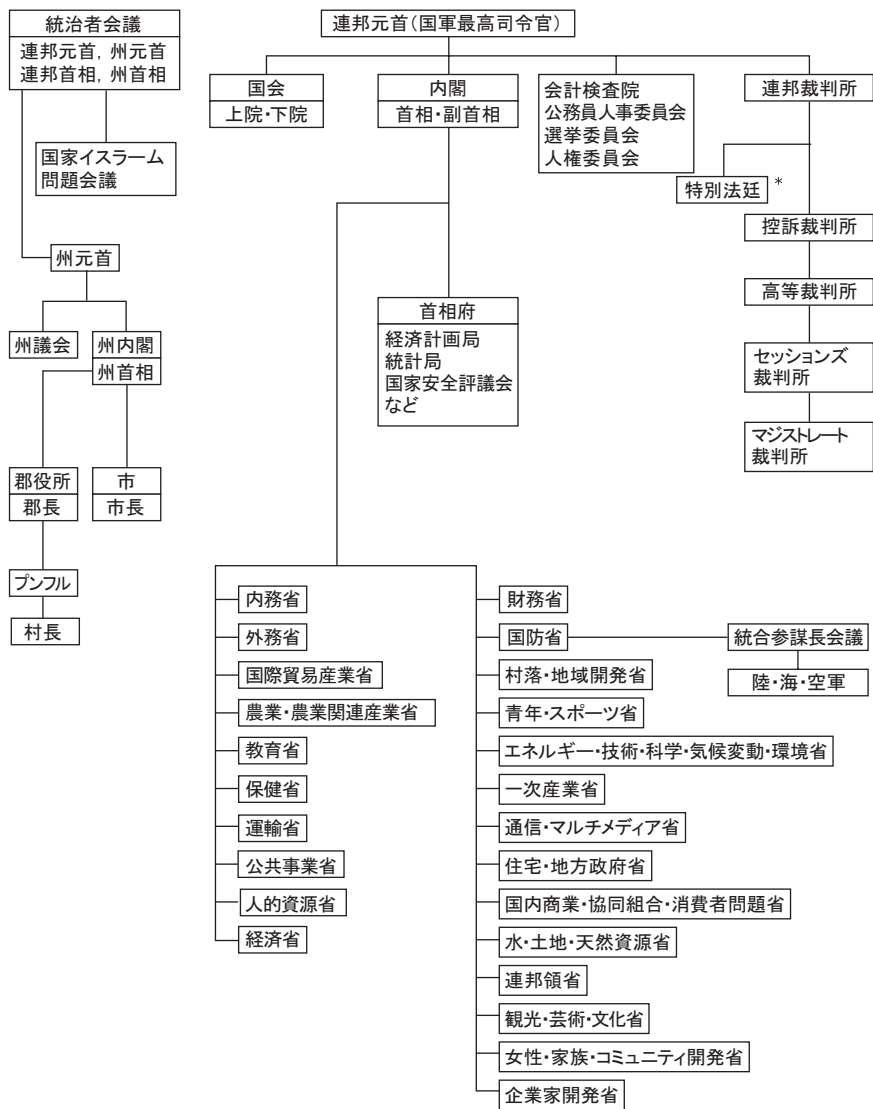 統治者会議
連邦元首，州元首
連邦首相，州首相
国家イスラーム
問題会議
州元首
州議会
州内閣
州首相
郡役所
郡長
市
市長
プンフル
村長
連邦元首（国軍最高司令官）
国会
上院・下院
内閣
首相・副首相
会計検査院
公務員人事委員会
選挙委員会
人権委員会
連邦裁判所
特別法廷 *
控訴裁判所
高等裁判所
セッションズ
裁判所
マジストレート
裁判所
首相府
経済計画局
統計局
国家安全評議会
など
内務省
外務省
国際貿易産業省
農業・農業関連産業省
教育省
保健省
運輸省
公共事業省
人的資源省
経済省
財務省
国防省
統合参謀長会議
陸・海・空軍
村落・地域開発省
青年・スポーツ省
エネルギー・技術・科学・気候変動・環境省
一次産業省
通信・マルチメディア省
住宅・地方政府省
国内商業・協同組合・消費者問題省
水・土地・天然資源省
連邦領省
観光・芸術・文化省
女性・家族・コミュニティ開発省
企業家開発省